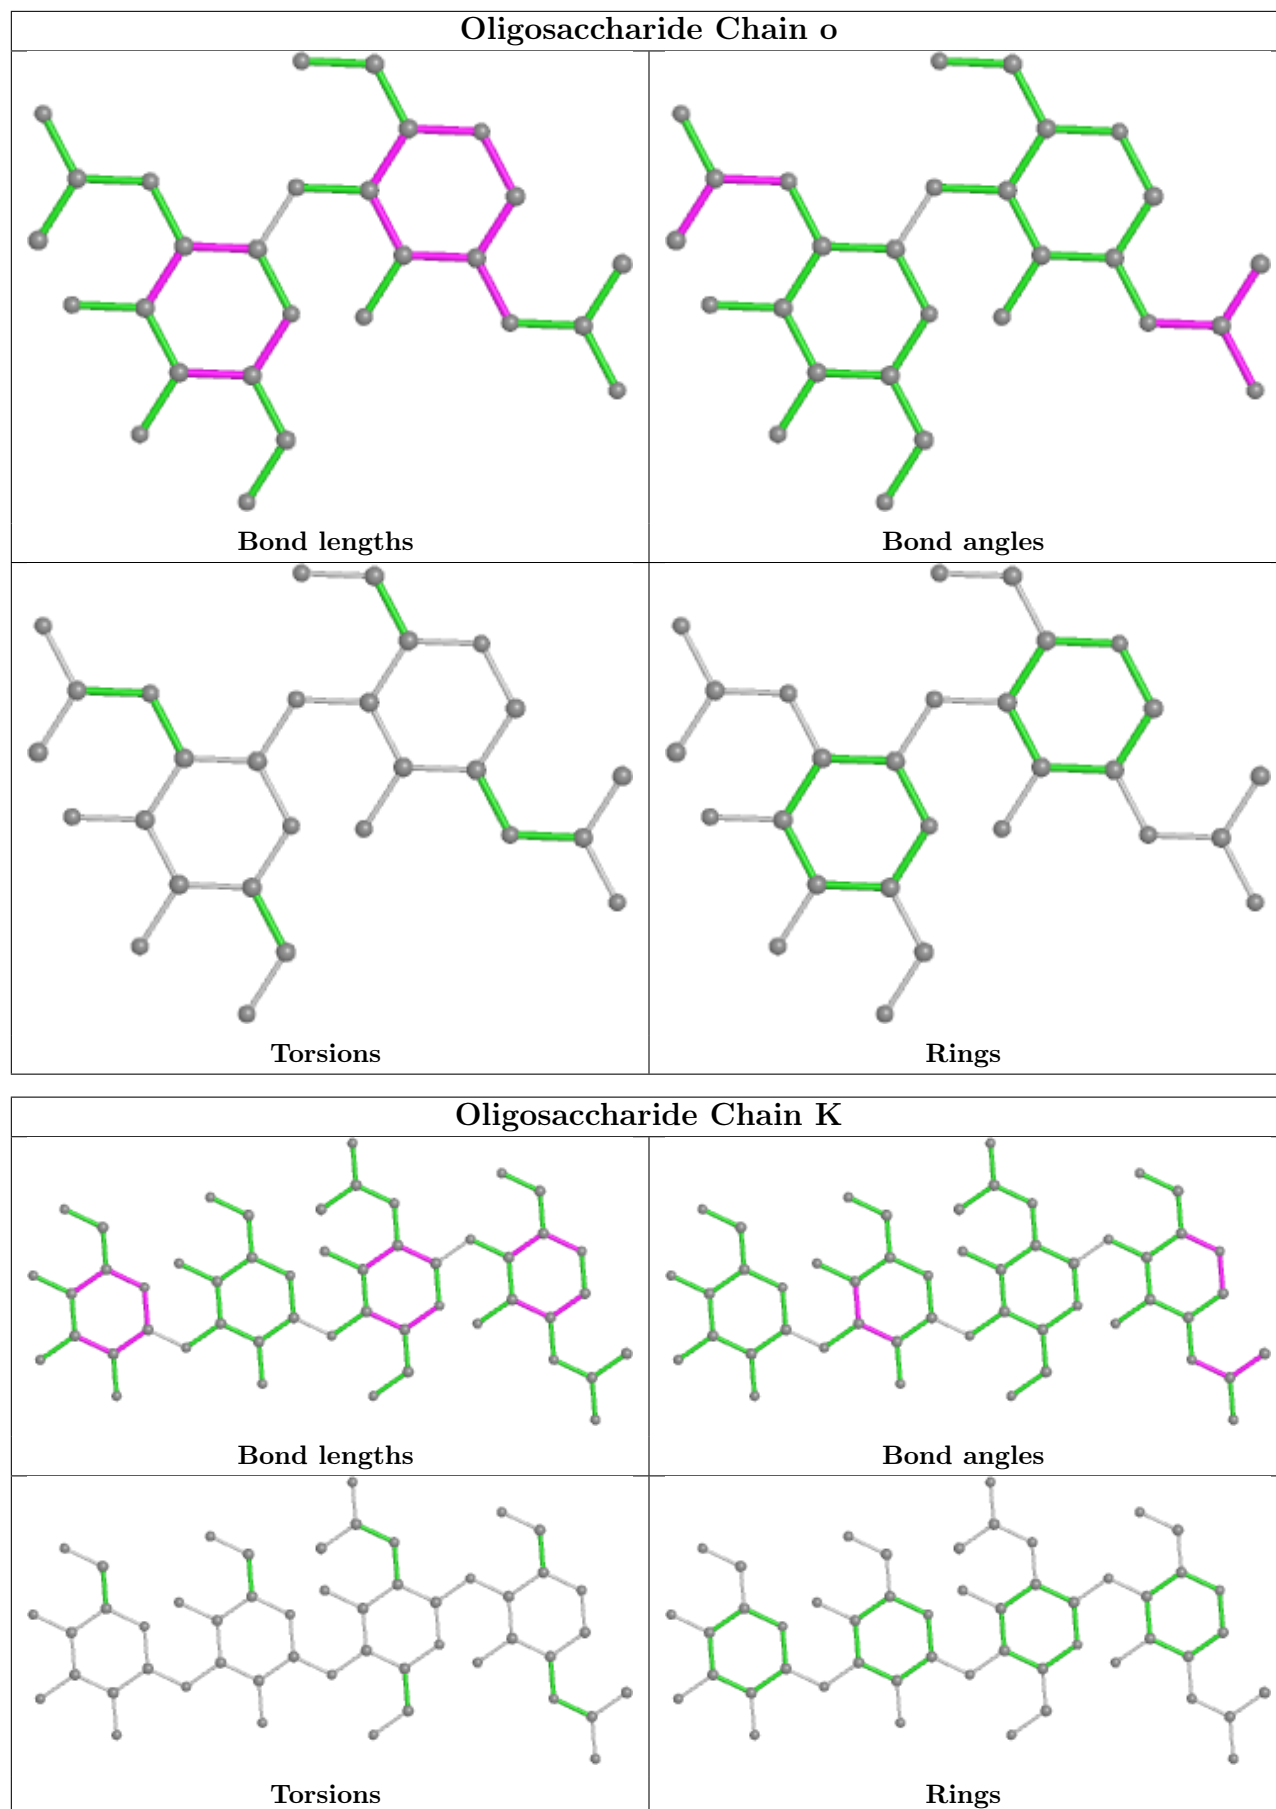 Oligosaccharide Chain o
Bond lengths
Bond angles
Torsions
Rings
Oligosaccharide Chain K
Bond lengths
Bond angles
Torsions
Rings